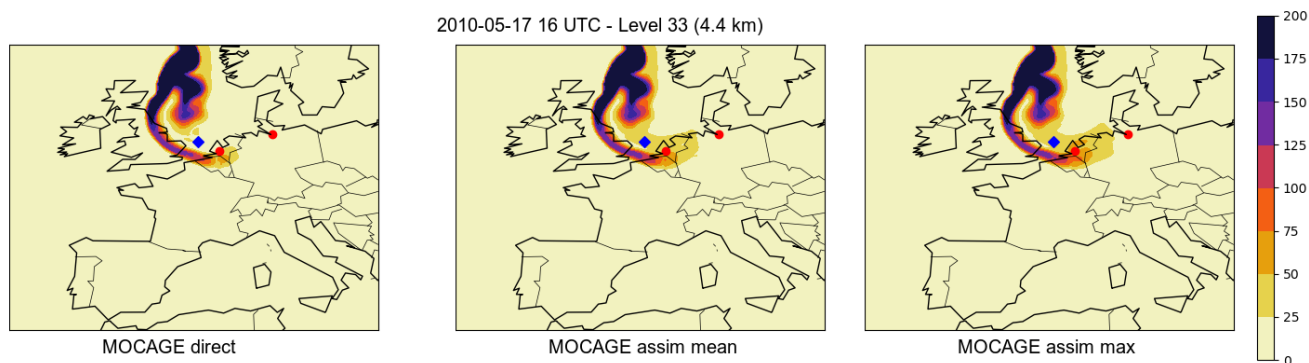 2010-05-17 16 UTC - Level 33 (4.4 km)
200
175
150
125
100
75
50
25
0
MOCAGE direct
MOCAGE assim mean
MOCAGE assim max